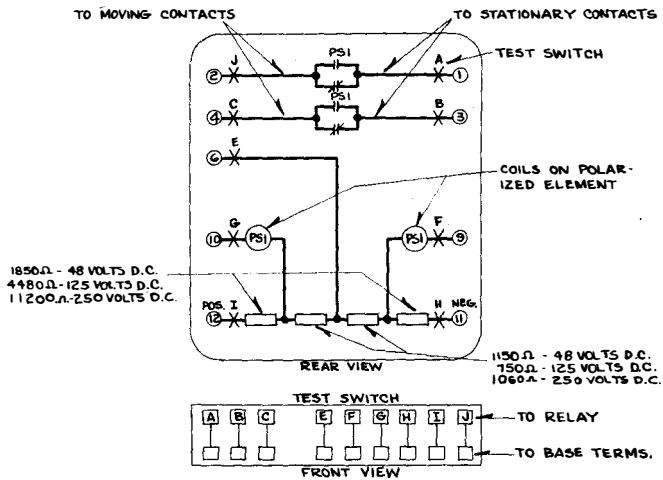 TO MOVING CONTACTS
TO STATIONARY CONTACTS
PS1
J
A
TEST SWITCH
2
1
PS1
C
B
4
3
E
6
COILS ON POLAR-
IZED ELEMENT
G
F
10
PS1
PS1
9
1850Ω - 48 VOLTS D.C.
4480Ω - 125 VOLTS D.C.
11200Ω - 250 VOLTS D.C.
POS. I
H NEG.
12
11
1150Ω - 48 VOLTS D.C.
750Ω - 125 VOLTS D.C.
1060Ω - 250 VOLTS D.C.
REAR VIEW
TEST SWITCH
A B C E F G H I J
TO RELAY
TO BASE TERMS.
FRONT VIEW